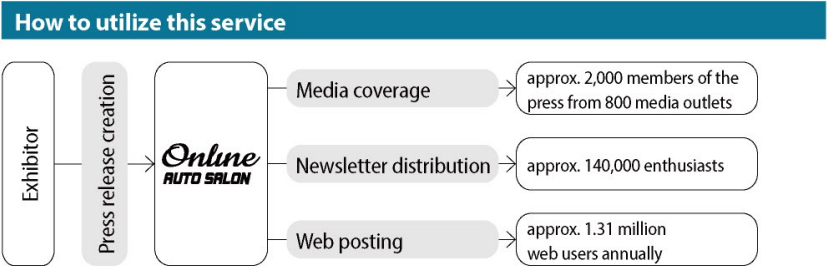 How to utilize this service
Exhibitor
Press release creation
Online
AUTO SALON
Media coverage
approx. 2,000 members of the
press from 800 media outlets
Newsletter distribution
approx. 140,000 enthusiasts
Web posting
approx. 1.31 million
web users annually